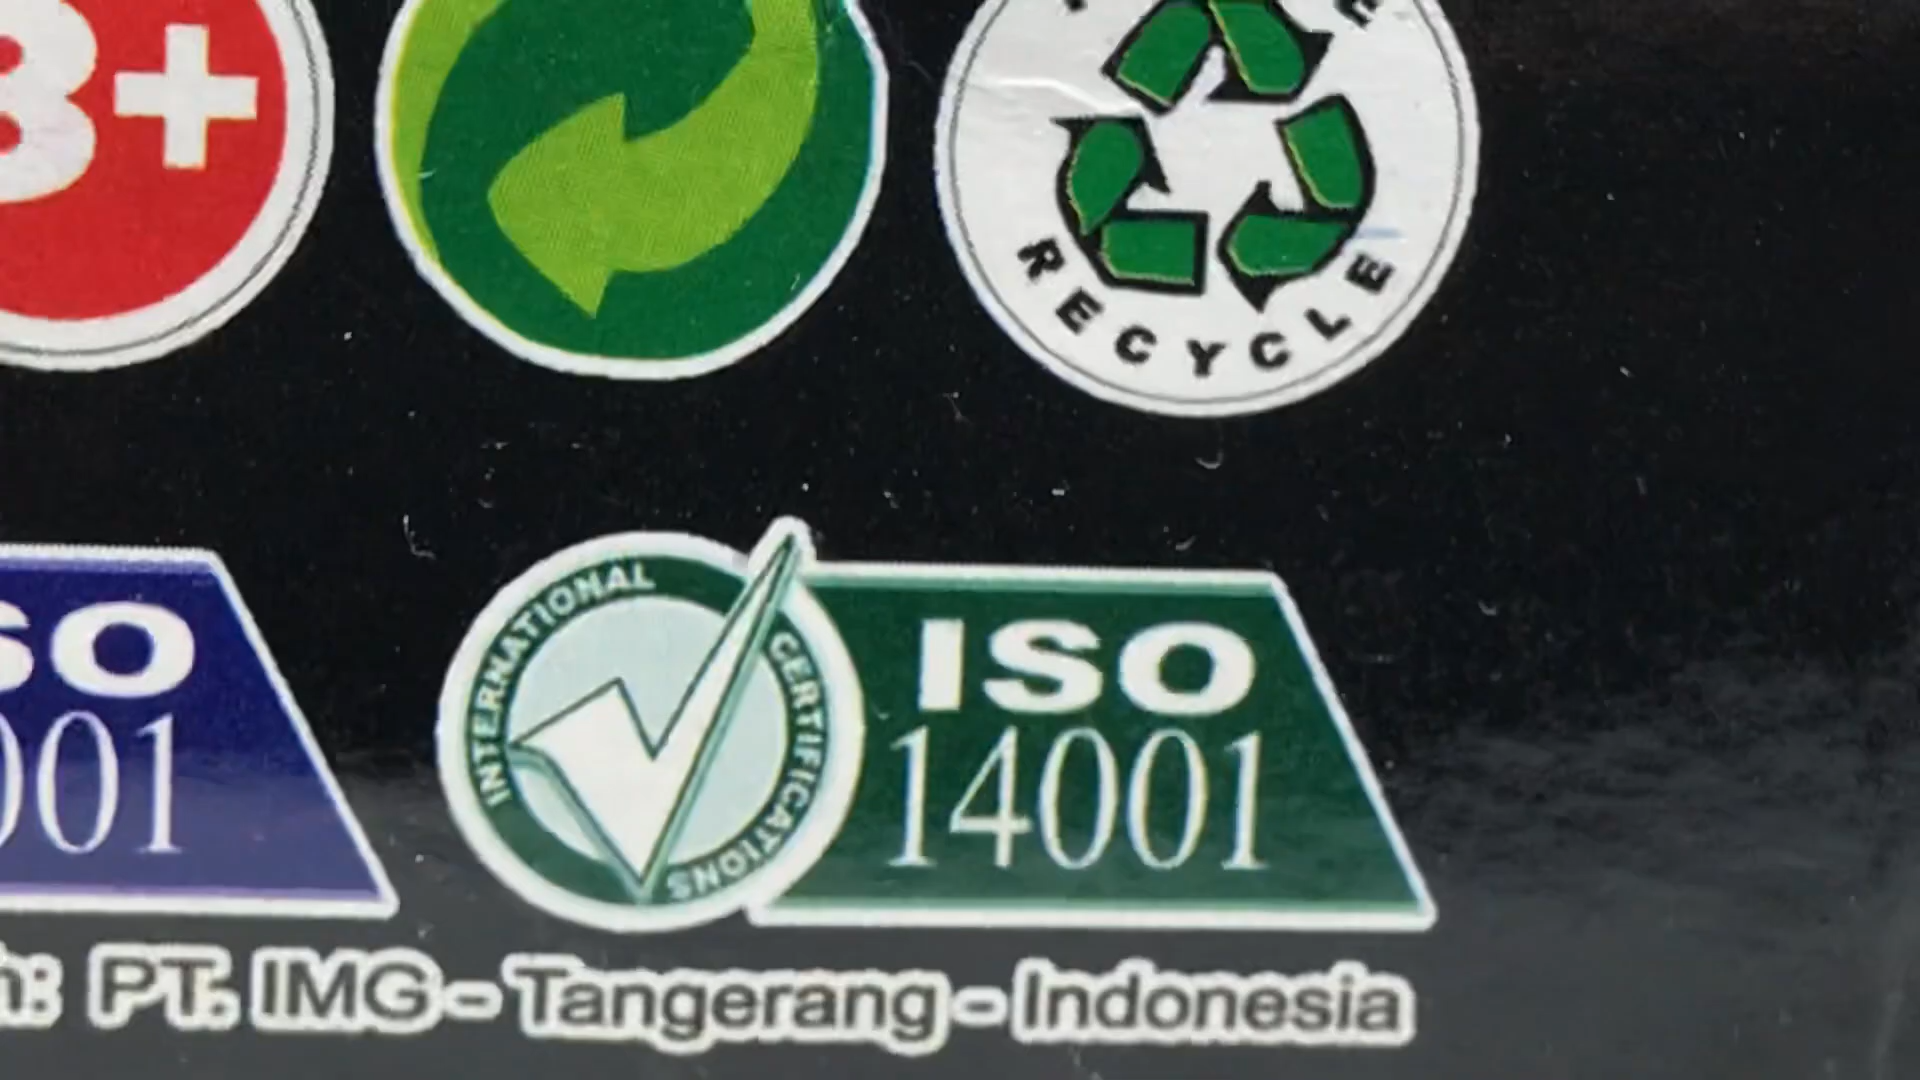 3+
RECYCLE
INTERNATIONAL
CERTIFICATIONS
ISO
14001
SO
001
PT. IMG - Tangerang - Indonesia